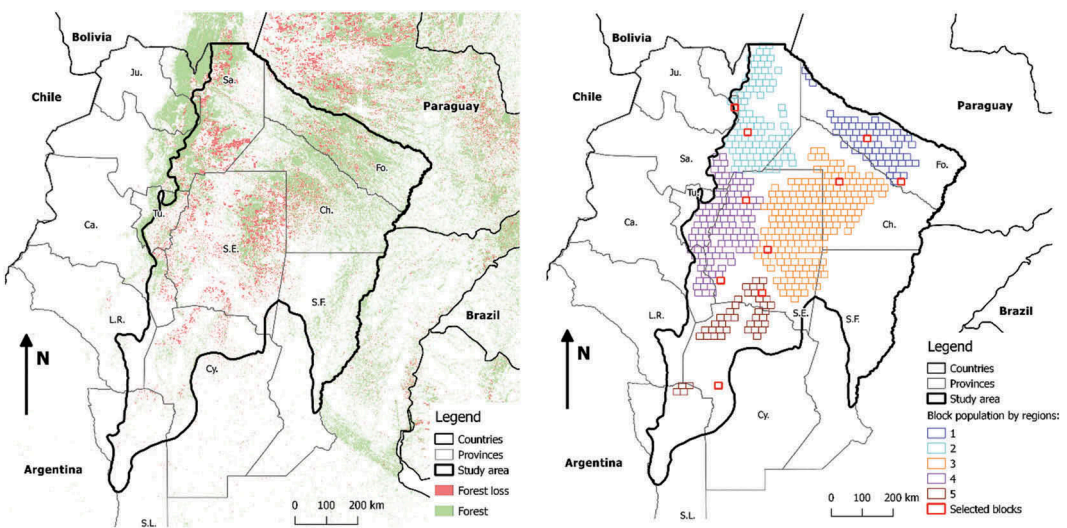 Bolivia
Ju.
Sa.
Chile
Paraguay
Fo.
Tu.
Ch.
Ca.
S.E.
S.F.
L.R.
Brazil
N
Cy.
Legend
Countries
Provinces
Study area
Argentina
Forest loss
0 100 200 km
Forest
S.L.
Bolivia
Ju.
Chile
Paraguay
Sa.
Fo.
Tu.
Ca.
Ch.
L.R.
S.E.
S.F.
Brazil
N
Legend
Countries
Provinces
Study area
Cy.
Block population by regions:
1
2
3
Argentina
4
5
0 100 200 km
Selected blocks
S.L.